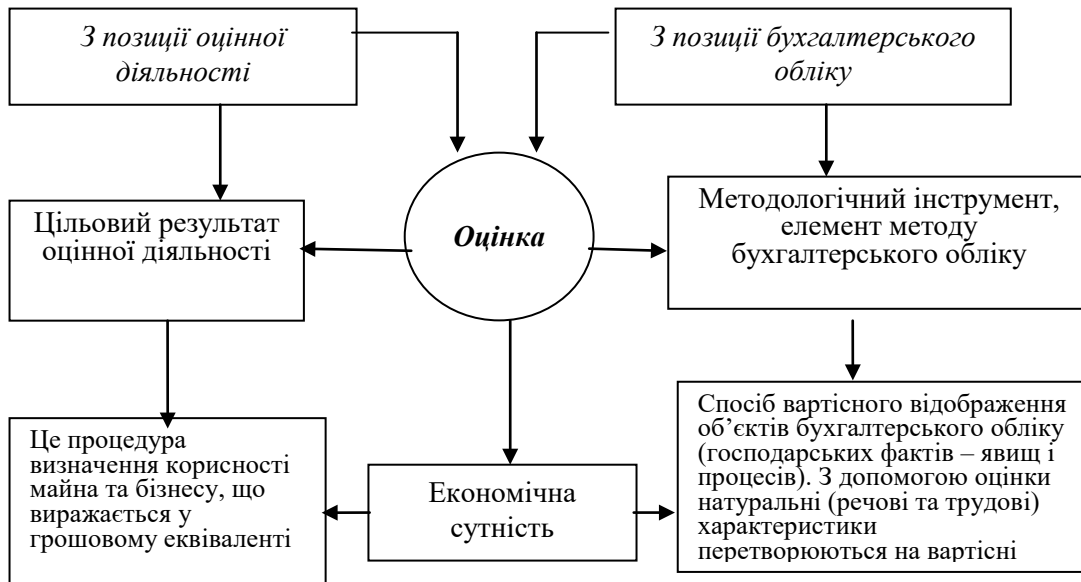 З позиції оцінної
діяльності
З позиції бухгалтерського
обліку
Оцінка
Цільовий результат
оцінної діяльності
Методологічний інструмент,
елемент методу
бухгалтерського обліку
Це процедура
визначення корисності
майна та бізнесу, що
виражається у
грошовому еквіваленті
Економічна
сутність
Спосіб вартісного відображення
об’єктів бухгалтерського обліку
(господарських фактів – явищ і
процесів). З допомогою оцінки
натуральні (речові та трудові)
характеристики
перетворюються на вартісні